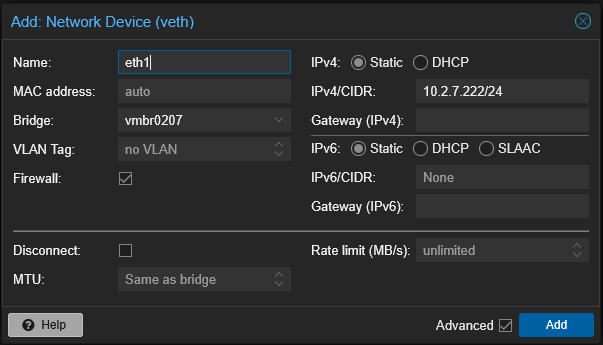 Add: Network Device (veth)
Name: eth1 IPv4: Static DHCP
MAC address: auto IPv4/CIDR: 10.2.7.222/24
Bridge: vmbr0207 Gateway (IPv4):
VLAN Tag: no VLAN IPv6: Static DHCP SLAAC
Firewall: IPv6/CIDR: None
Gateway (IPv6):
Disconnect: Rate limit (MB/s): unlimited
MTU: Same as bridge
? Help Advanced Add